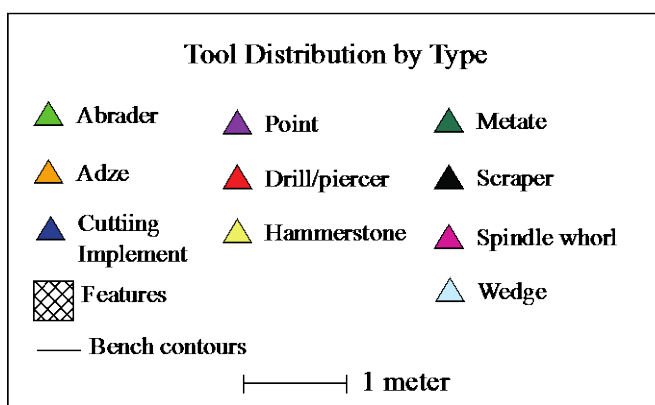 Tool Distribution by Type
Abrader
Point
Metate
Adze
Drill/piercer
Scraper
Cuttiing
Implement
Hammerstone
Spindle whorl
Features
Wedge
Bench contours
1 meter